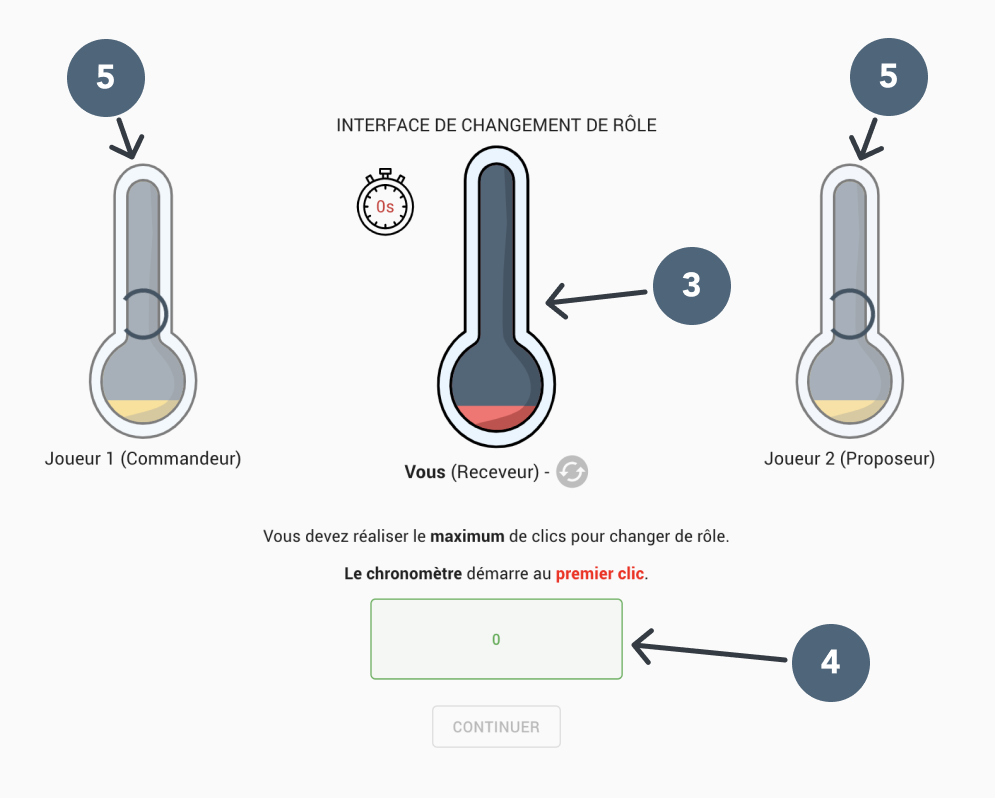 5
5
INTERFACE DE CHANGEMENT DE RÔLE
0s
3
Joueur 1 (Commandeur)
Vous (Receveur) -
Joueur 2 (Proposeur)
Vous devez réaliser le maximum de clics pour changer de rôle.
Le chronomètre démarre au premier clic.
0
4
CONTINUER